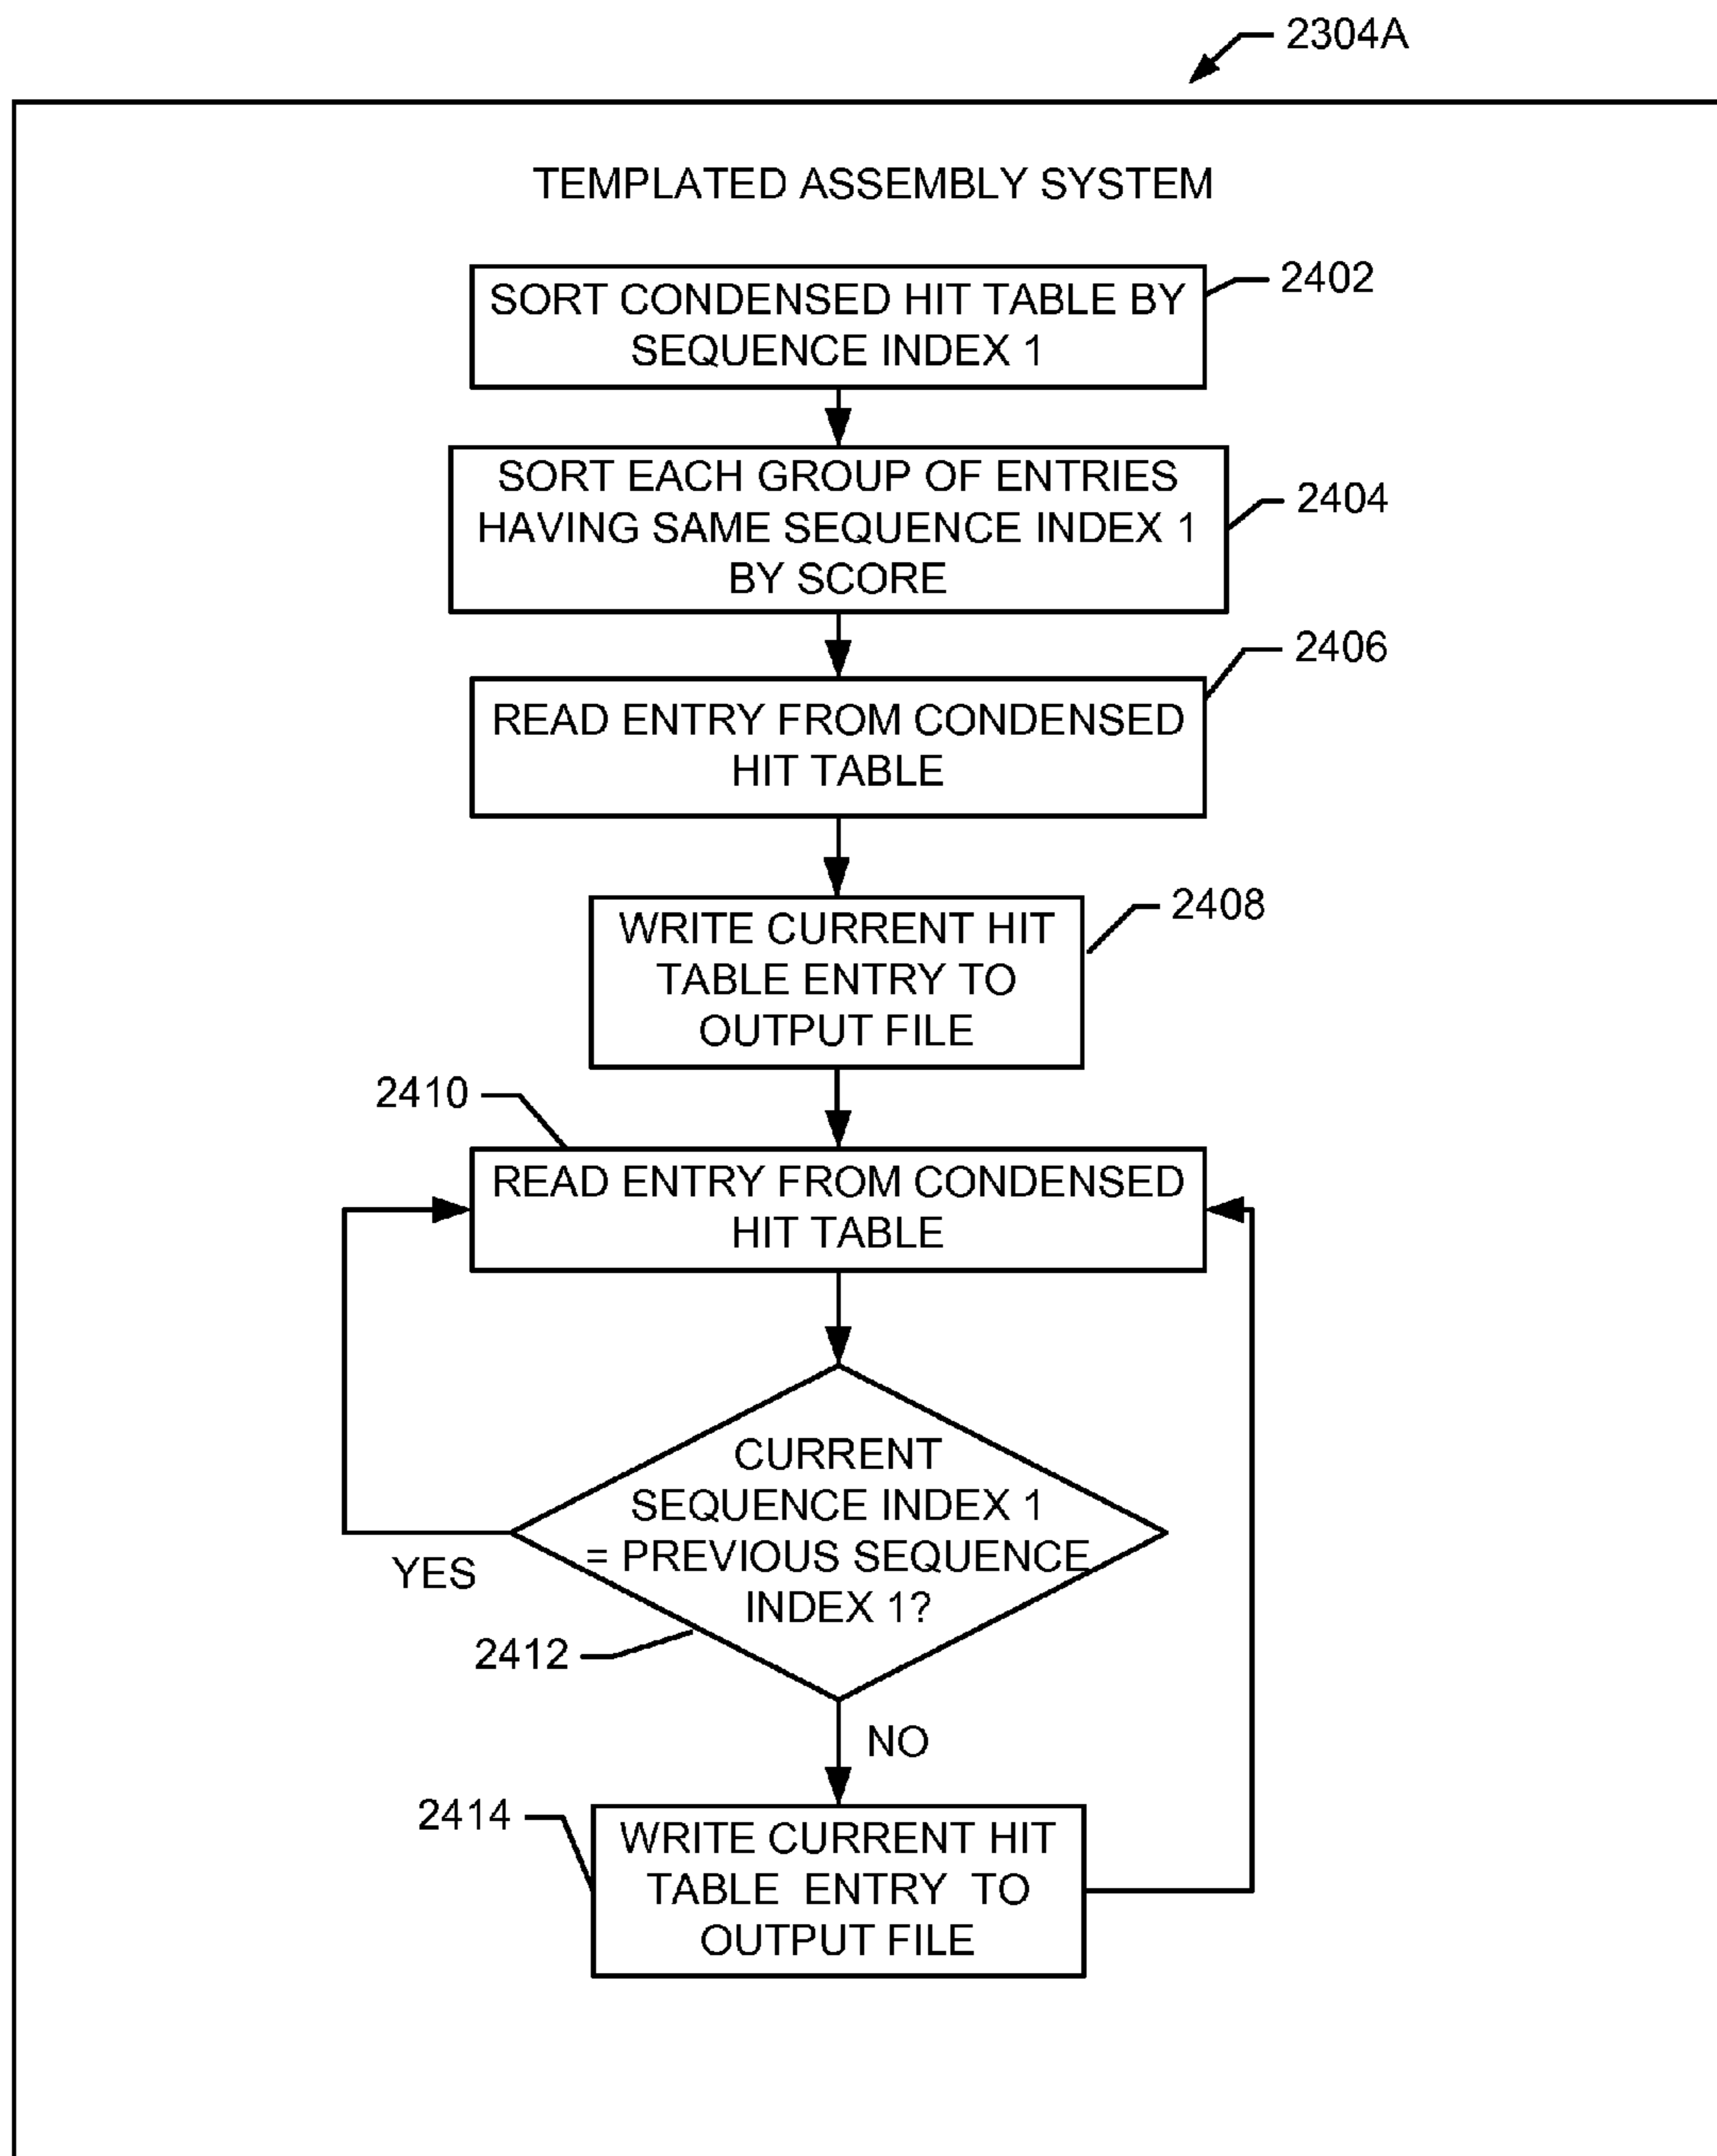 2304A
TEMPLATED ASSEMBLY SYSTEM
SORT CONDENSED HIT TABLE BY
SEQUENCE INDEX 1
2402
SORT EACH GROUP OF ENTRIES
HAVING SAME SEQUENCE INDEX 1
BY SCORE
2404
READ ENTRY FROM CONDENSED
HIT TABLE
2406
WRITE CURRENT HIT
TABLE ENTRY TO
OUTPUT FILE
2408
2410
READ ENTRY FROM CONDENSED
HIT TABLE
CURRENT
SEQUENCE INDEX 1
= PREVIOUS SEQUENCE
INDEX 1?
YES
2412
NO
2414
WRITE CURRENT HIT
TABLE ENTRY TO
OUTPUT FILE